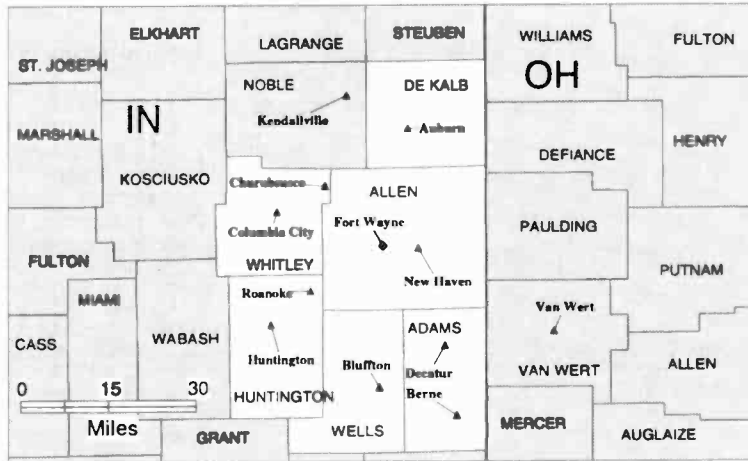 ELKHART
LAGRANGE
STEUBEN
WILLIAMS
FULTON
ST. JOSEPH
OH
NOBLE
DE KALB
Kendallville
IN
MARSHALL
Auburn
HENRY
DEFIANCE
KOSCIUSKO
Churubusco
ALLEN
Columbia City
Fort Wayne
PAULDING
FULTON
WHITLEY
PUTNAM
New Haven
MIAMI
Roanoke
Van Wert
CASS
WABASH
ADAMS
Huntington
Bluffton
Decatur
VAN WERT
ALLEN
0 15 30
HUNTINGTON
Berne
Miles
GRANT
WELLS
MERCER
AUGLAIZE